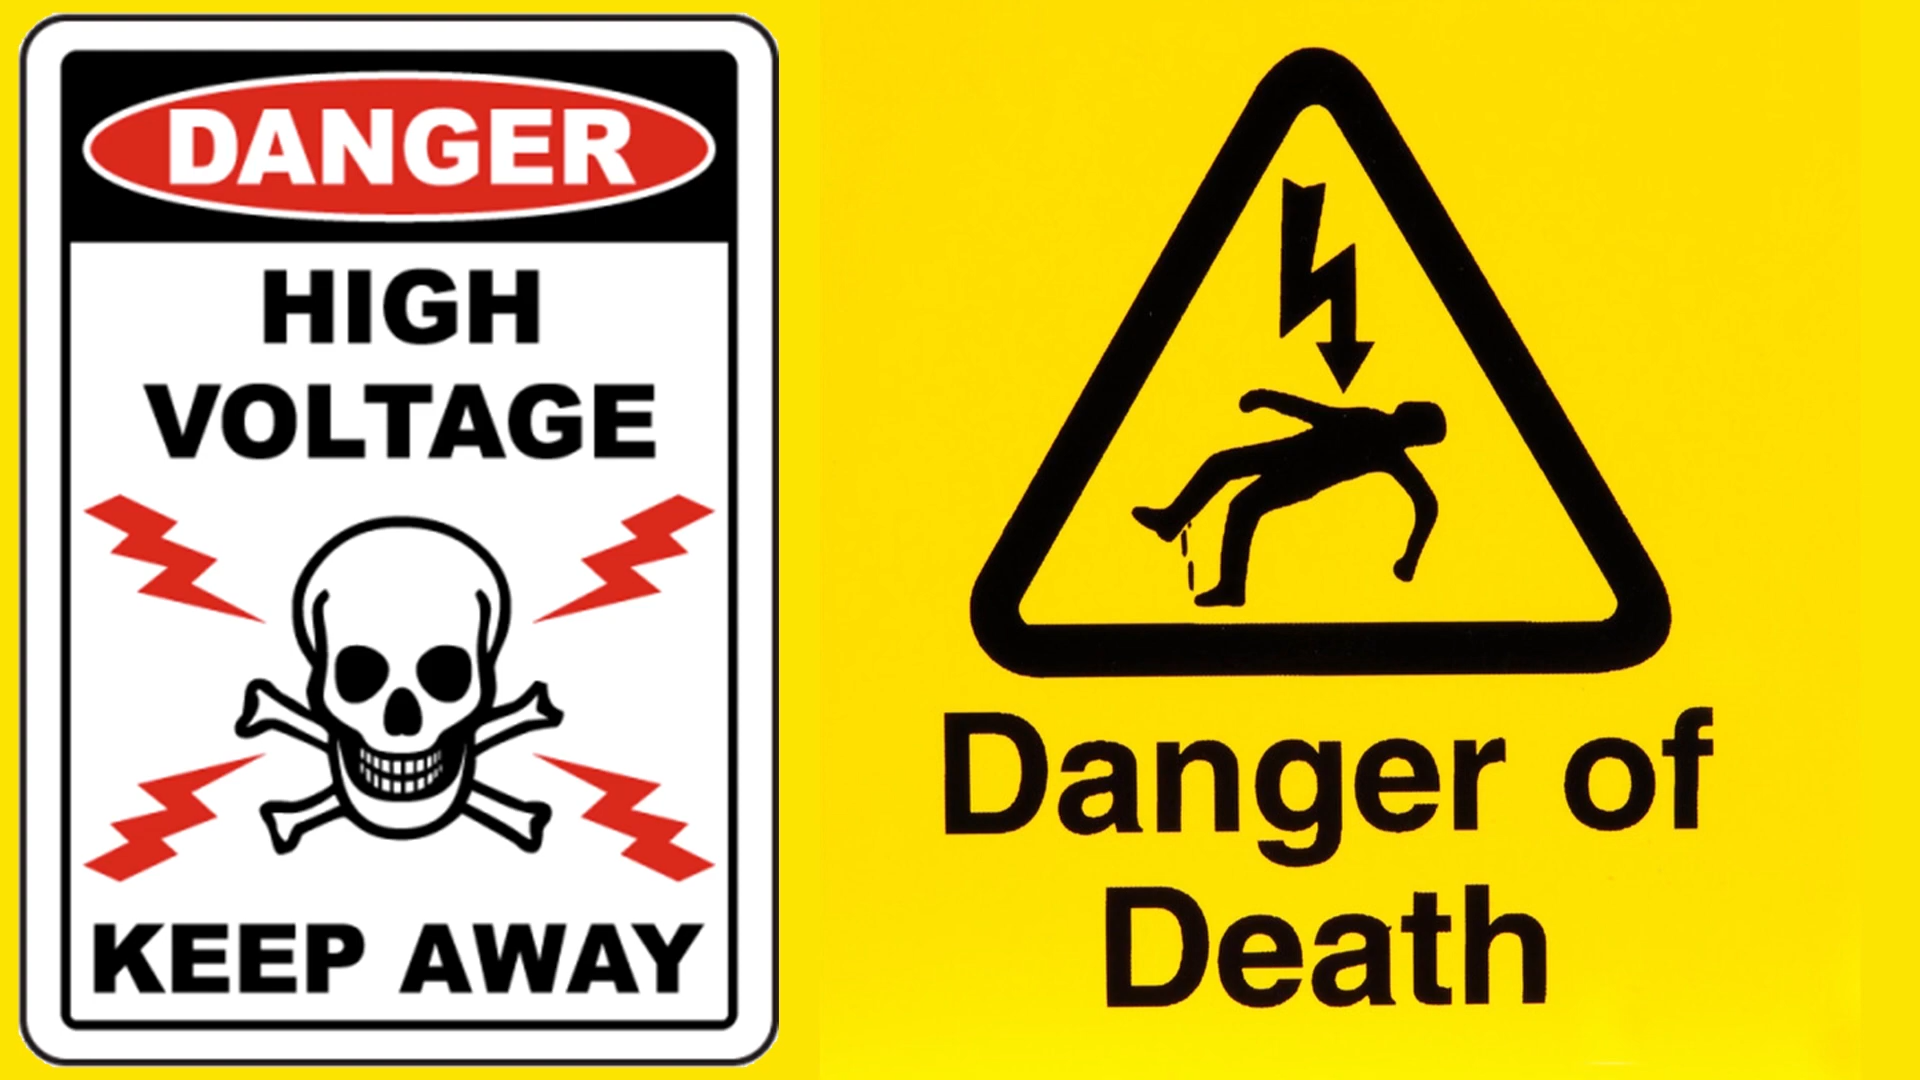 DANGER
HIGH
VOLTAGE
KEEP AWAY
Danger of
Death